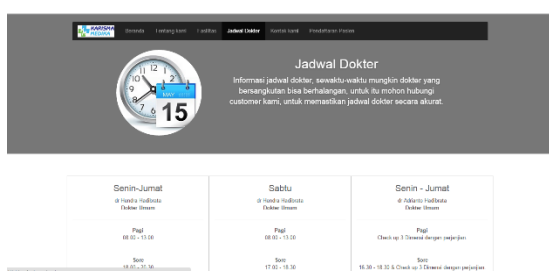 KARISMA
MEDIKA
Beranda Tentang kami Fasilitas Jadwal Dokter Kontak kami Pendaftaran Pasien
Jadwal Dokter
Informasi jadwal dokter, sewaktu-waktu mungkin dokter yang
bersangkutan bisa berhalangan, untuk itu mohon hubungi
customer kami, untuk memastikan jadwal dokter secara akurat.
12
MAY
15
Senin-Jumat
dr Hendra Hadibrata
Dokter Umum
Pagi
08.00 - 13.00
Sore
Sabtu
dr Hendra Hadibrata
Dokter Umum
Pagi
08.00 - 13.00
Sore
17.00 - 18.30
Senin - Jumat
dr Adrianto Hadibrata
Dokter Umum
Pagi
Check up 3 Dimensi dengan perjanjian
Sore
16.30 - 18.30 & Check up 3 Dimensi dengan perjanjian